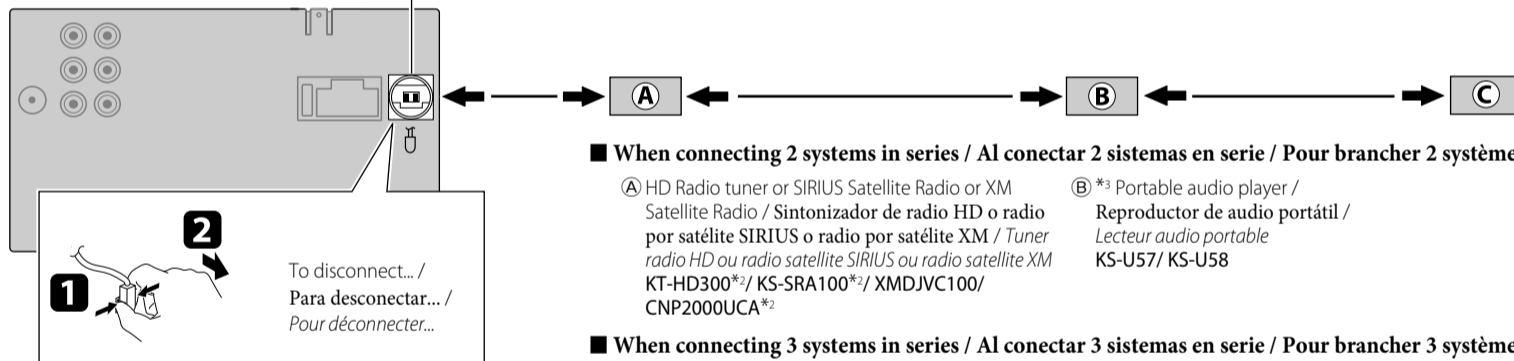 A
B
C
■ When connecting 2 systems in series / Al conectar 2 sistemas en serie / Pour brancher 2 système
Ⓐ HD Radio tuner or SIRIUS Satellite Radio or XM
Satellite Radio / Sintonizador de radio HD o radio
por satélite SIRIUS o radio por satélite XM / Tuner
radio HD ou radio satellite SIRIUS ou radio satellite XM
KT-HD300*2/ KS-SRA100*2/ XMDJVC100/
CNP2000UCA*2
Ⓑ *3 Portable audio player /
Reproductor de audio portátil /
Lecteur audio portable
KS-U57/ KS-U58
1
2
To disconnect... /
Para desconectar... /
Pour déconnecter...
■ When connecting 3 systems in series / Al conectar 3 sistemas en serie / Pour brancher 3 système